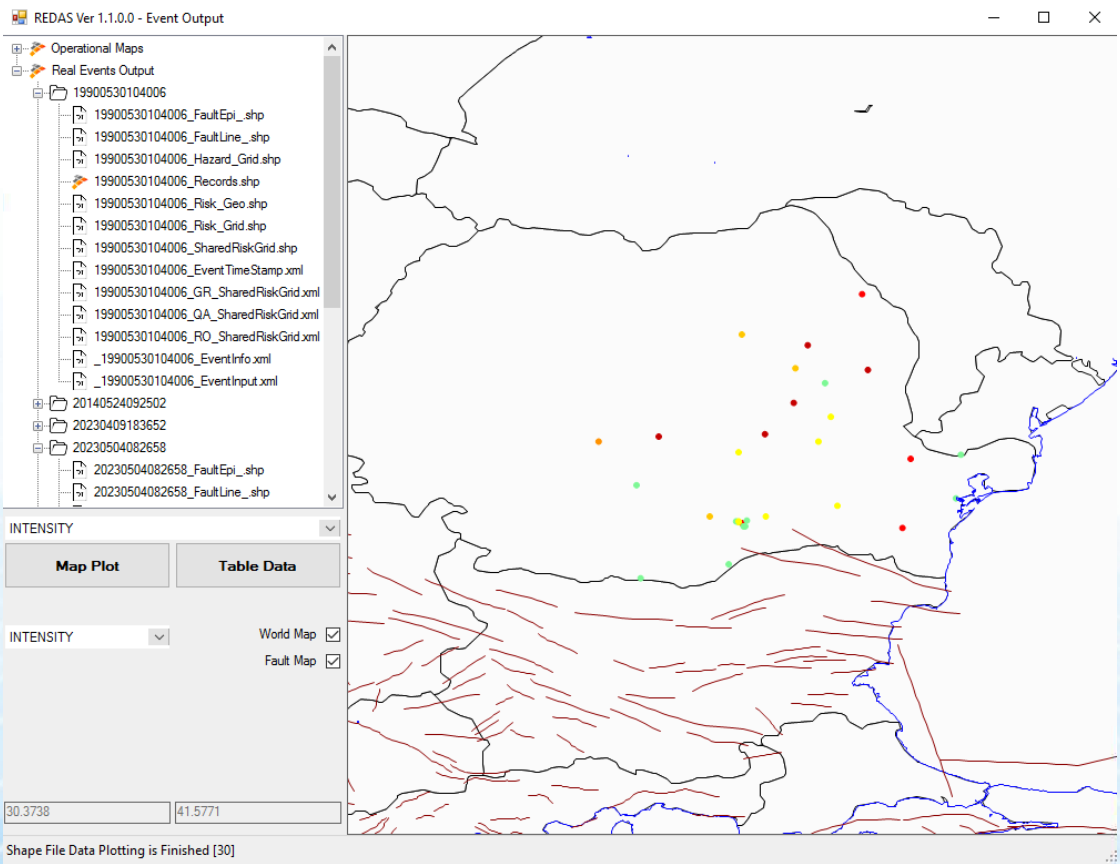 REDAS Ver 1.1.0.0 - Event Output
Operational Maps
Real Events Output
19900530104006
19900530104006_FaultEpi_.shp
19900530104006_FaultLine_.shp
19900530104006_Hazard_Grid.shp
19900530104006_Records.shp
19900530104006_Risk_Geo.shp
19900530104006_Risk_Grid.shp
19900530104006_SharedRiskGrid.shp
19900530104006_EventTimeStamp.xml
19900530104006_GR_SharedRiskGrid.xml
19900530104006_QA_SharedRiskGrid.xml
19900530104006_RO_SharedRiskGrid.xml
_19900530104006_EventInfo.xml
_19900530104006_EventInput.xml
20140524092502
20230409183652
20230504082658
20230504082658_FaultEpi_.shp
20230504082658_FaultLine_.shp
INTENSITY
Map Plot Table Data
INTENSITY World Map
Fault Map
30.3738 41.5771
Shape File Data Plotting is Finished [30]